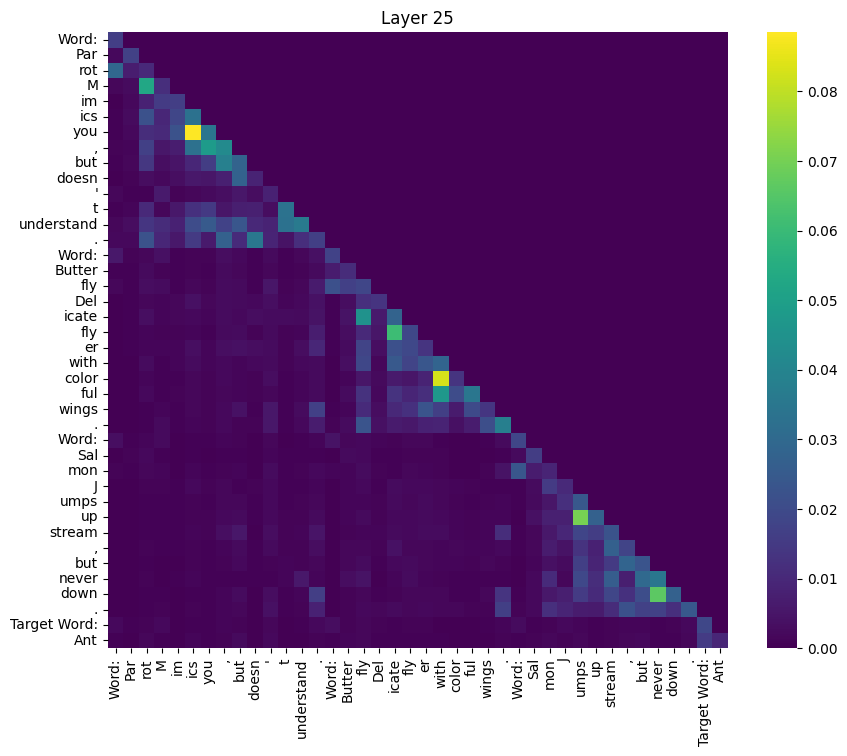 Layer 25
Word:
Par
rot
M
im
ics
you
,
but
doesn
'
t
understand
.
Word:
Butter
fly
Del
icate
fly
er
with
color
ful
wings
.
Word:
Sal
mon
J
umps
up
stream
,
but
never
down
.
Target Word:
Ant
Word:
Par
rot
M
im
ics
you
,
but
doesn
'
t
understand
.
Word:
Butter
fly
Del
icate
fly
er
with
color
ful
wings
.
Word:
Sal
mon
J
umps
up
stream
,
but
never
down
.
Target Word:
Ant
0.08
0.07
0.06
0.05
0.04
0.03
0.02
0.01
0.00